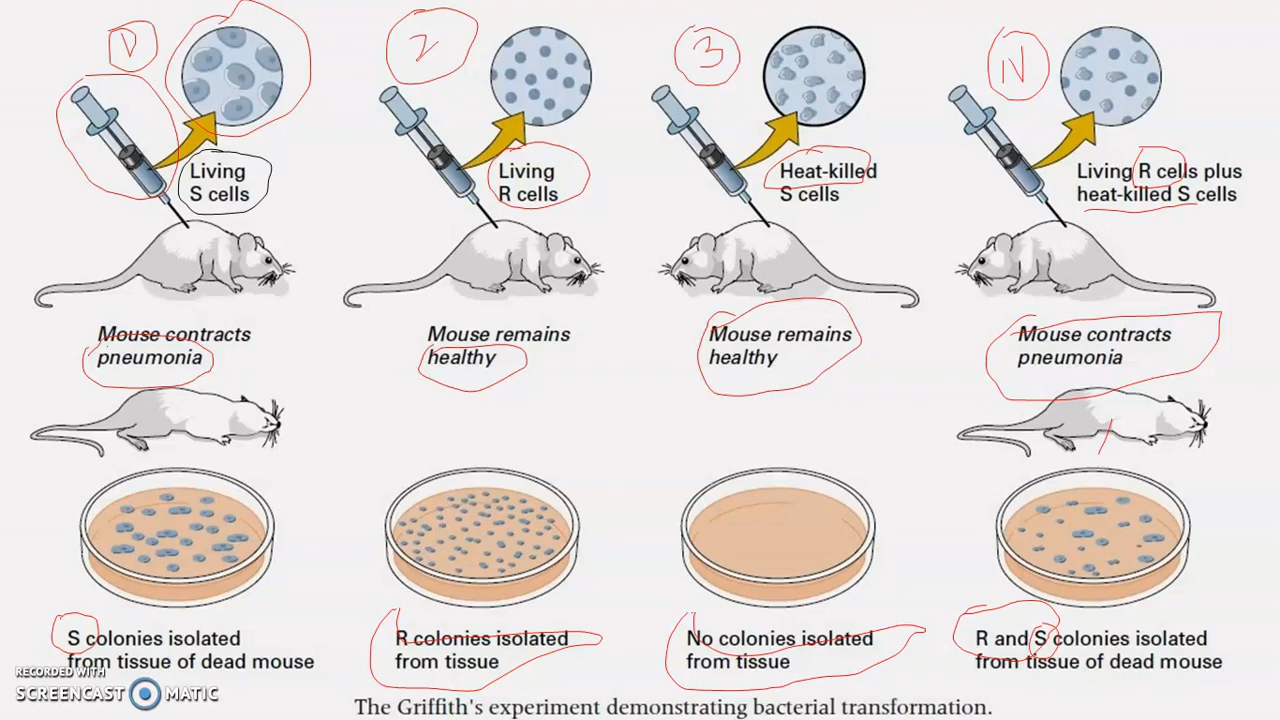 1
2
3
IV
Living
S cells
Living
R cells
Heat-killed
S cells
Living R cells plus
heat-killed S cells
Mouse contracts
pneumonia
Mouse remains
healthy
Mouse remains
healthy
Mouse contracts
pneumonia
S colonies isolated
from tissue of dead mouse
R colonies isolated
from tissue
No colonies isolated
from tissue
R and S colonies isolated
from tissue of dead mouse
RECORDED WITH
SCREENCAST MATIC
The Griffith's experiment demonstrating bacterial transformation.